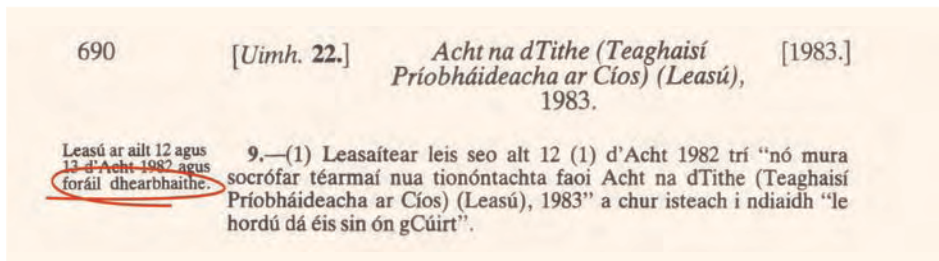 690 [Uimh. 22.] Acht na dTithe (Teaghaisí [1983.]
Príobháideacha ar Cíos) (Leasú),
1983.
Leasú ar ailt 12 agus
13 d'Acht 1982 agus
foráil dhearbhaithe.
9.—(1) Leasaítear leis seo alt 12 (1) d'Acht 1982 trí “nó mura
socrófar téarmaí nua tionóntachta faoi Acht na dTithe (Teaghaisí
Príobháideacha ar Cíos) (Leasú), 1983” a chur isteach i ndiaidh “le
hordú dá éis sin ón gCúirt”.